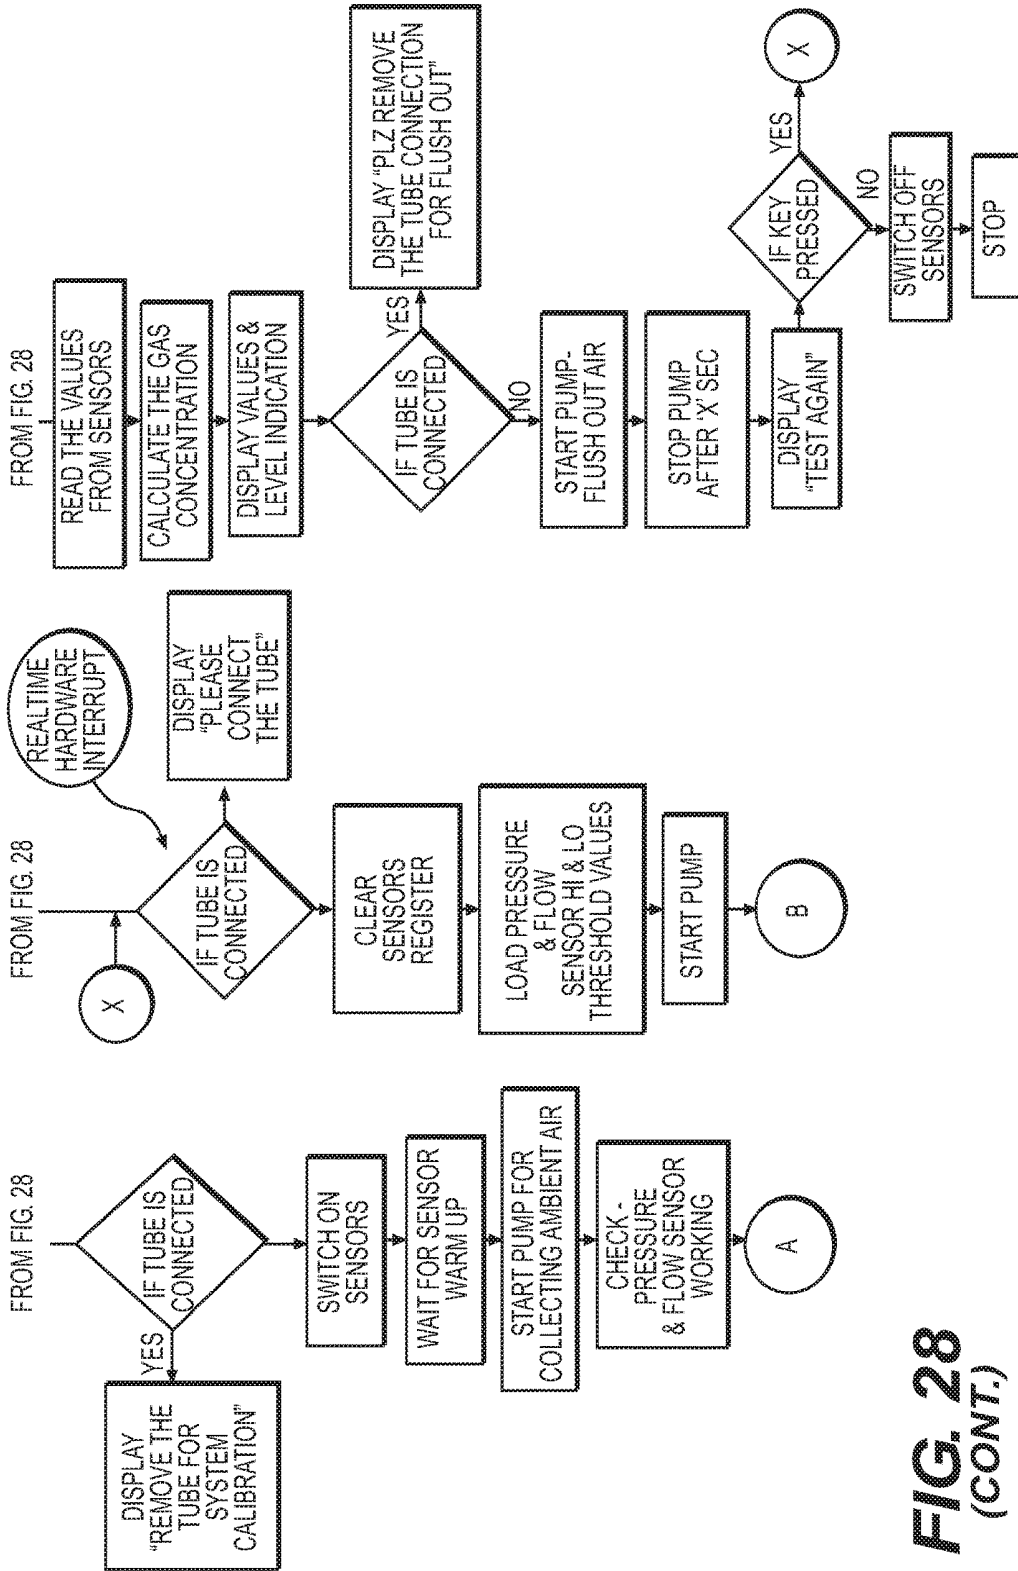 FROM FIG. 28
IF TUBE IS
CONNECTED
YES
DISPLAY
"REMOVE THE
TUBE FOR
SYSTEM
CALIBRATION"
SWITCH ON
SENSORS
WAIT FOR SENSOR
WARM UP
START PUMP FOR
COLLECTING AMBIENT AIR
CHECK -
PRESSURE
& FLOW SENSOR
WORKING
A
FROM FIG. 28
X
REALTIME
HARDWARE
INTERRUPT
IF TUBE IS
CONNECTED
DISPLAY
"PLEASE
CONNECT
THE TUBE"
CLEAR
SENSORS
REGISTER
LOAD PRESSURE
& FLOW
SENSOR HI & LO
THRESHOLD VALUES
START PUMP
B
FROM FIG. 28
READ THE VALUES
FROM SENSORS
CALCULATE THE GAS
CONCENTRATION
DISPLAY VALUES &
LEVEL INDICATION
IF TUBE IS
CONNECTED
YES
DISPLAY "PLZ REMOVE
THE TUBE CONNECTION
FOR FLUSH OUT"
NO
START PUMP-
FLUSH OUT AIR
STOP PUMP
AFTER 'X' SEC
DISPLAY
"TEST AGAIN"
IF KEY
PRESSED
YES
X
NO
SWITCH OFF
SENSORS
STOP
FIG. 28
(CONT.)